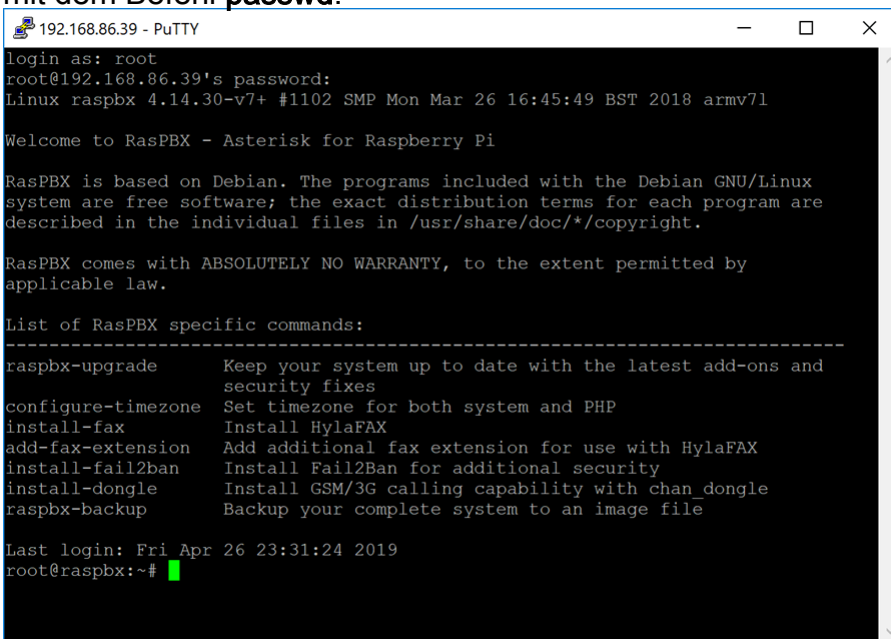 mit dem Befehl passwd.
192.168.86.39 - PuTTY
login as: root
root@192.168.86.39's password:
Linux raspbx 4.14.30-v7+ #1102 SMP Mon Mar 26 16:45:49 BST 2018 armv7l
Welcome to RasPBX - Asterisk for Raspberry Pi
RasPBX is based on Debian. The programs included with the Debian GNU/Linux
system are free software; the exact distribution terms for each program are
described in the individual files in /usr/share/doc/*/copyright.
RasPBX comes with ABSOLUTELY NO WARRANTY, to the extent permitted by
applicable law.
List of RasPBX specific commands:
-----------------------------------------------------------------------------
raspbx-upgrade Keep your system up to date with the latest add-ons and
security fixes
configure-timezone Set timezone for both system and PHP
install-fax Install HylaFAX
add-fax-extension Add additional fax extension for use with HylaFAX
install-fail2ban Install Fail2Ban for additional security
install-dongle Install GSM/3G calling capability with chan_dongle
raspbx-backup Backup your complete system to an image file
Last login: Fri Apr 26 23:31:24 2019
root@raspbx:~#